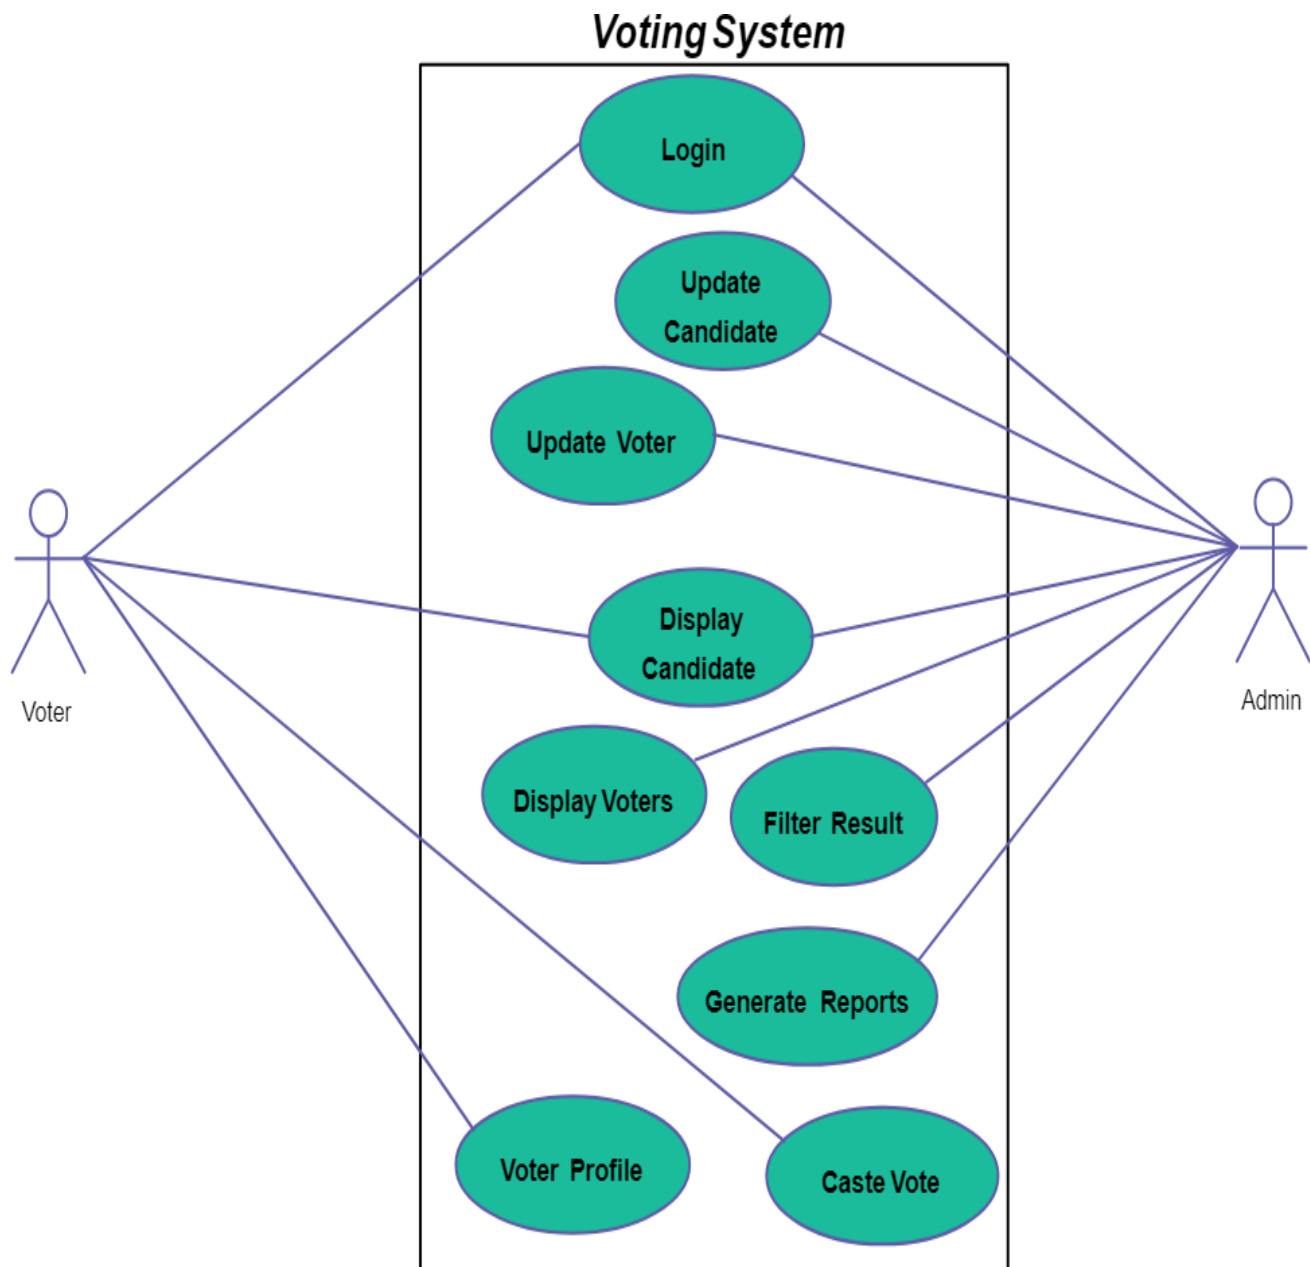 Voting System
Login
Update
Candidate
Update Voter
Voter
Display
Candidate
Admin
Display Voters
Filter Result
Generate Reports
Voter Profile
Caste Vote